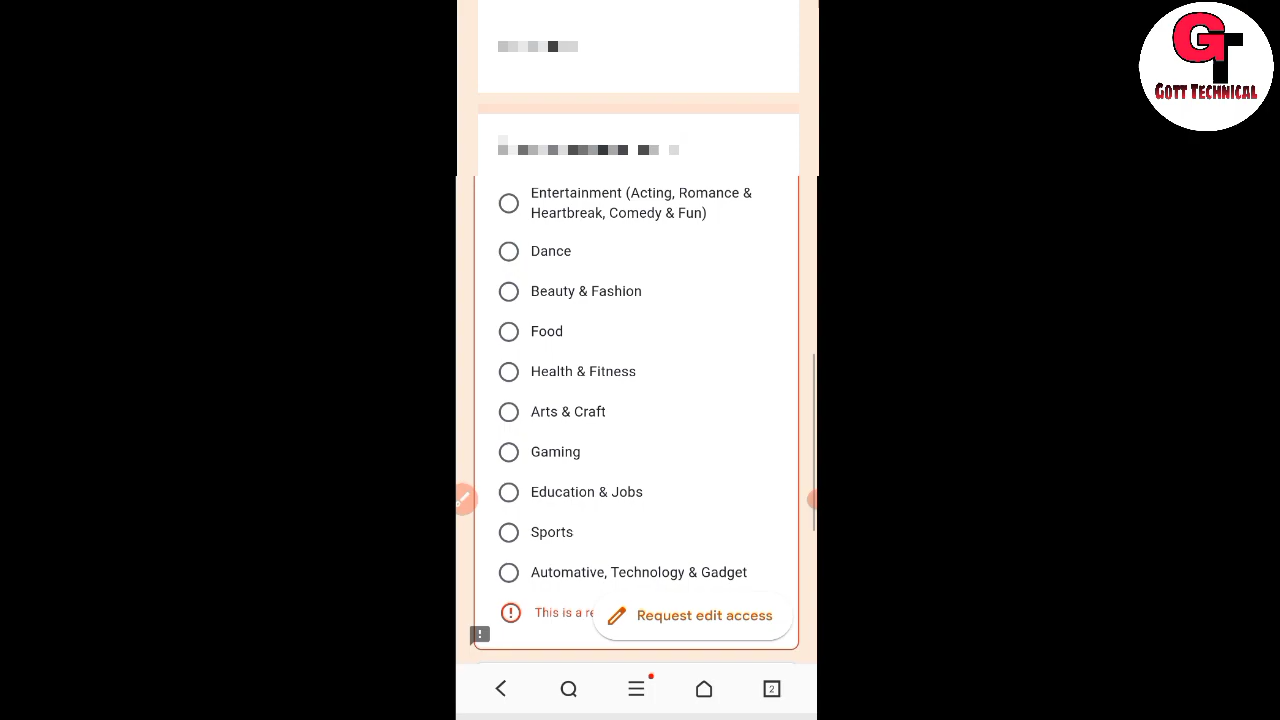 GT
GOTT TECHNICAL
Entertainment (Acting, Romance &
Heartbreak, Comedy & Fun)
Dance
Beauty & Fashion
Food
Health & Fitness
Arts & Craft
Gaming
Education & Jobs
Sports
Automative, Technology & Gadget
This is a
Request edit access
2